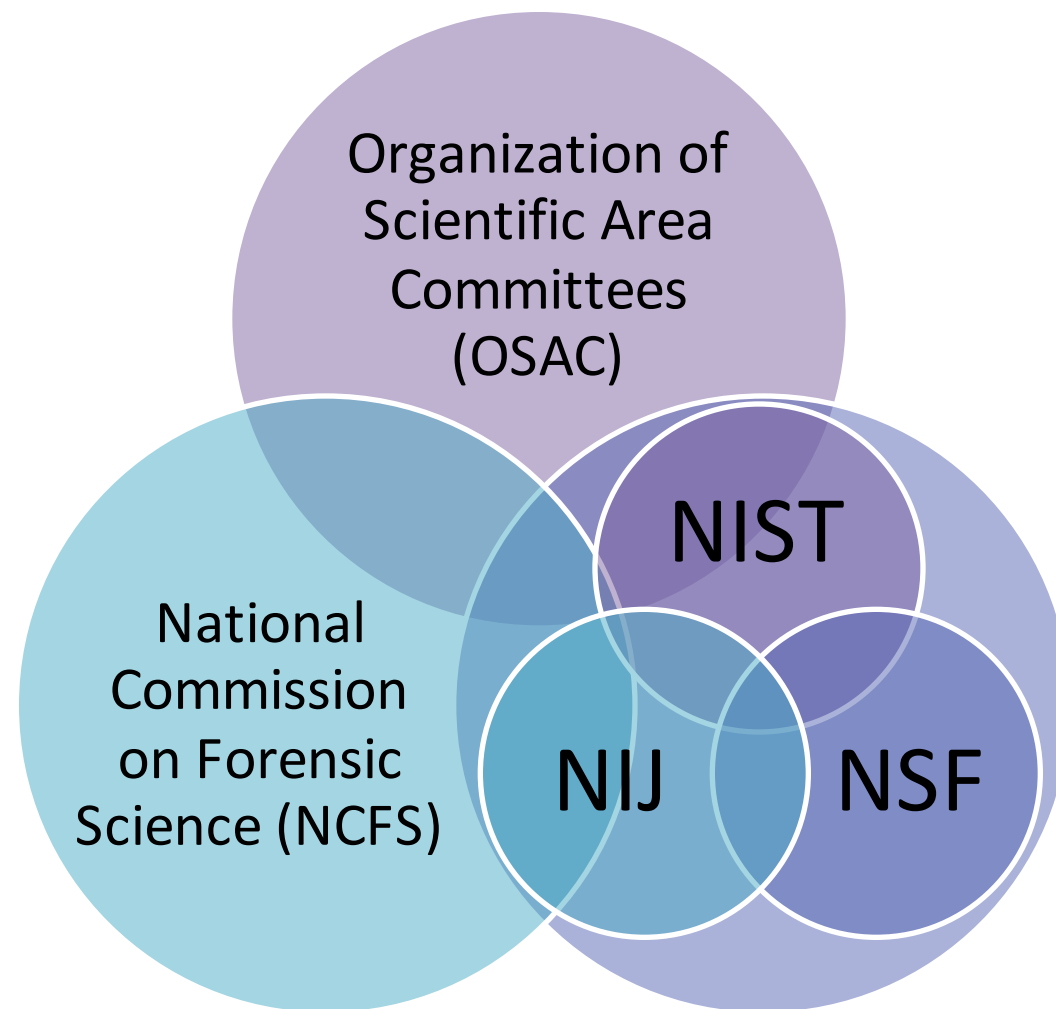 Organization of
Scientific Area
Committees
(OSAC)
NIST
National
Commission
on Forensic
Science (NCFS)
NIJ
NSF